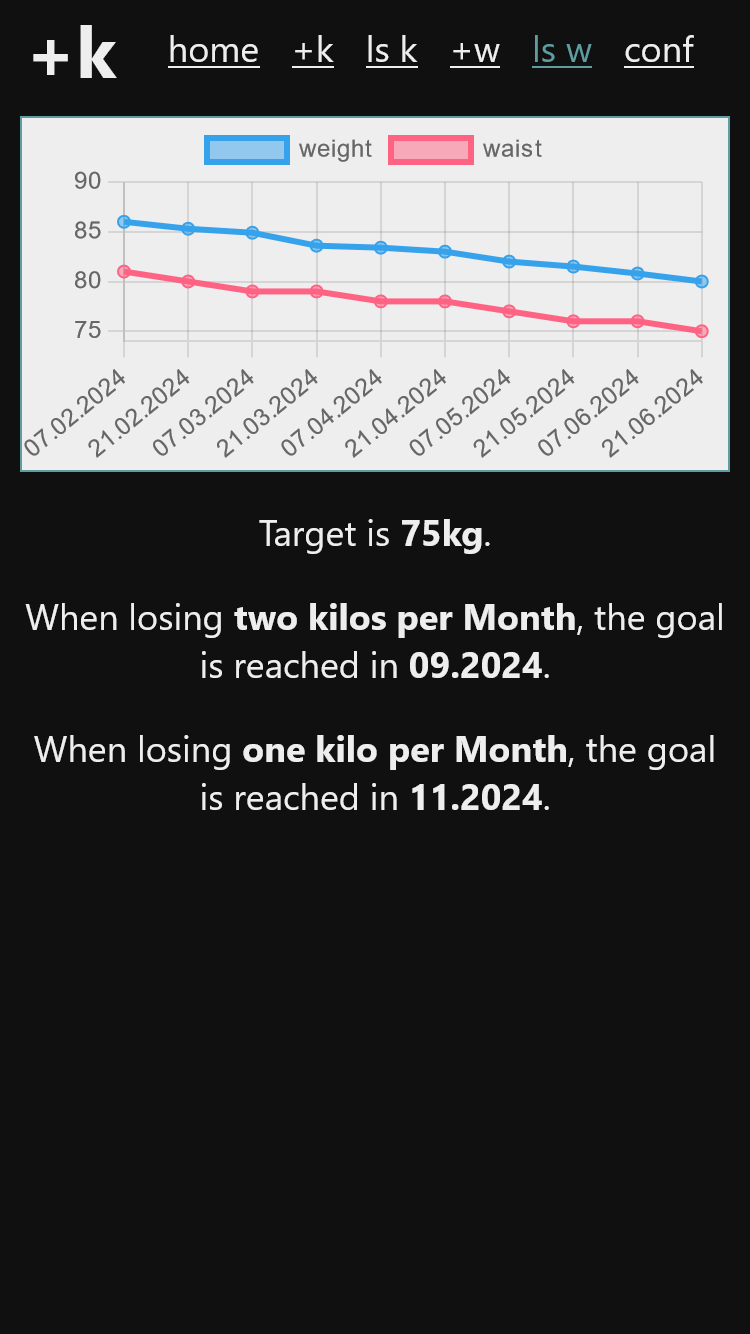 +k home +k ls k +w ls w conf
weight waist
90
85
80
75
07.02.2024 21.02.2024 07.03.2024 21.03.2024 07.04.2024 21.04.2024 07.05.2024 21.05.2024 07.06.2024 21.06.2024
Target is 75kg.
When losing two kilos per Month, the goal
is reached in 09.2024.
When losing one kilo per Month, the goal
is reached in 11.2024.